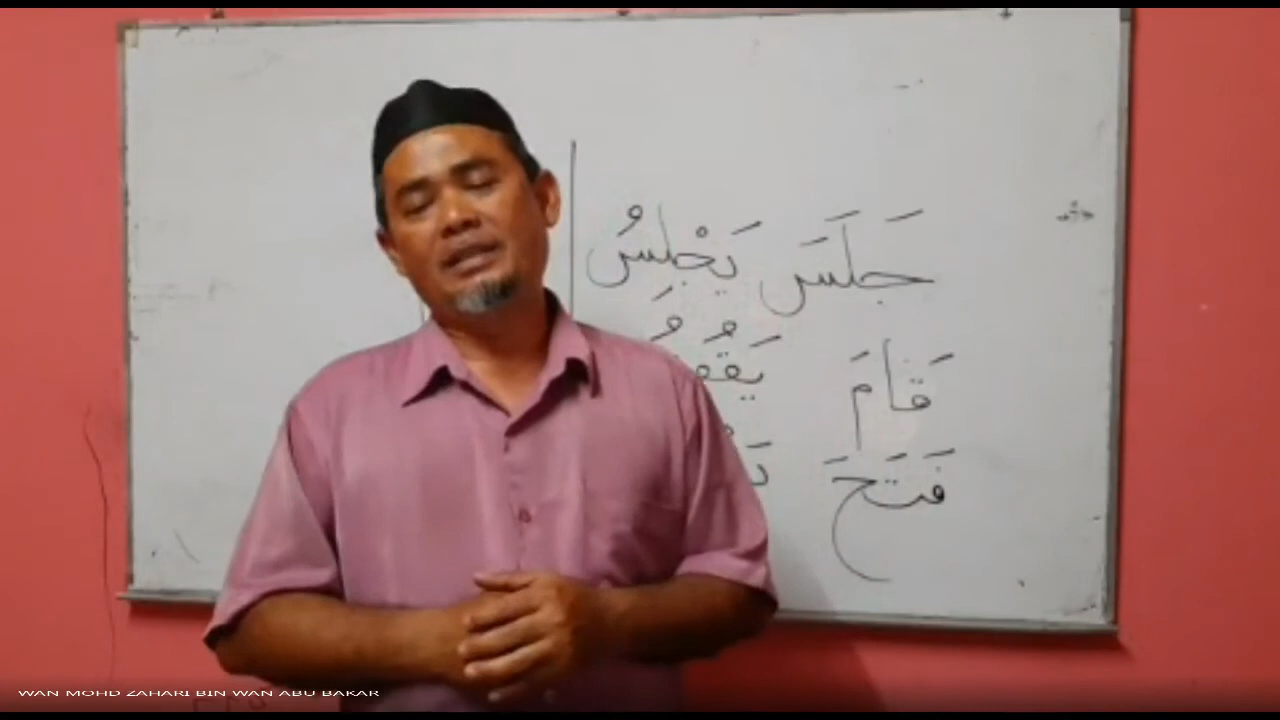 جَلَسَ يَجْلِسُ
قَامَ
فَتَحَ
WAN MOHD ZAHARI BIN WAN ABU BAKAR